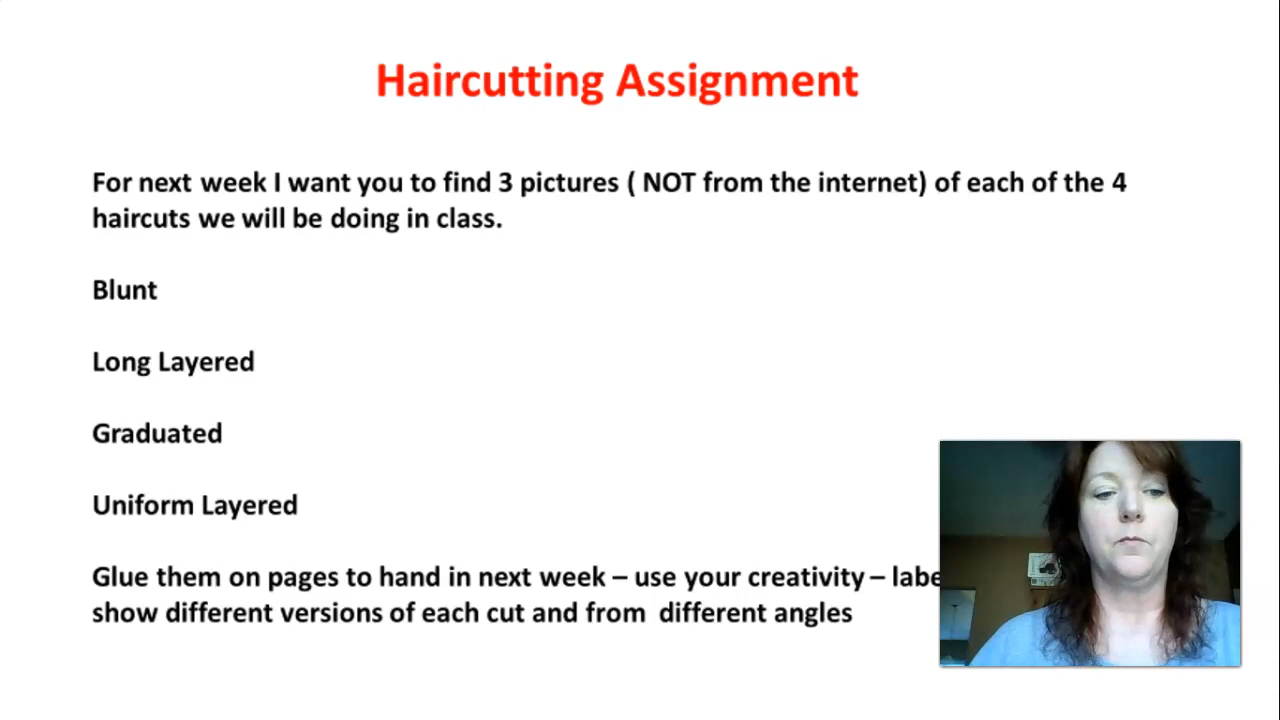 Haircutting Assignment
For next week I want you to find 3 pictures ( NOT from the internet) of each of the 4
haircuts we will be doing in class.
Blunt
Long Layered
Graduated
Uniform Layered
Glue them on pages to hand in next week – use your creativity –
show different versions of each cut and from  different angles